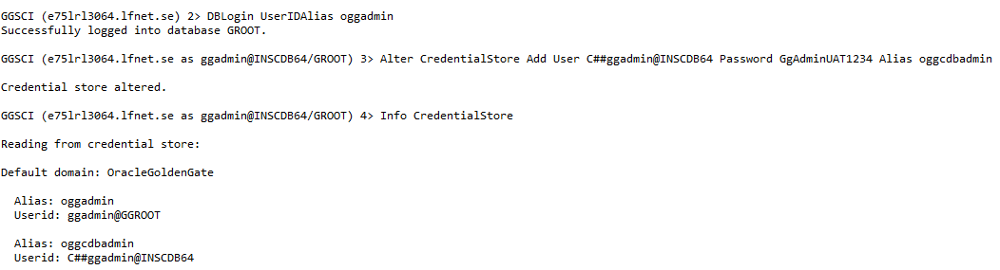 GGSCI (e75lrl3064.lfnet.se) 2> DBLogin UserIDAlias oggadmin
Successfully logged into database GROOT.
GGSCI (e75lrl3064.lfnet.se as ggadmin@INSCDB64/GROOT) 3> Alter CredentialStore Add User C##ggadmin@INSCDB64 Password GgAdminUAT1234 Alias oggcdbadmin
Credential store altered.
GGSCI (e75lrl3064.lfnet.se as ggadmin@INSCDB64/GROOT) 4> Info CredentialStore
Reading from credential store:
Default domain: OracleGoldenGate
Alias: oggadmin
Userid: ggadmin@GGROOT
Alias: oggcdbadmin
Userid: C##ggadmin@INSCDB64